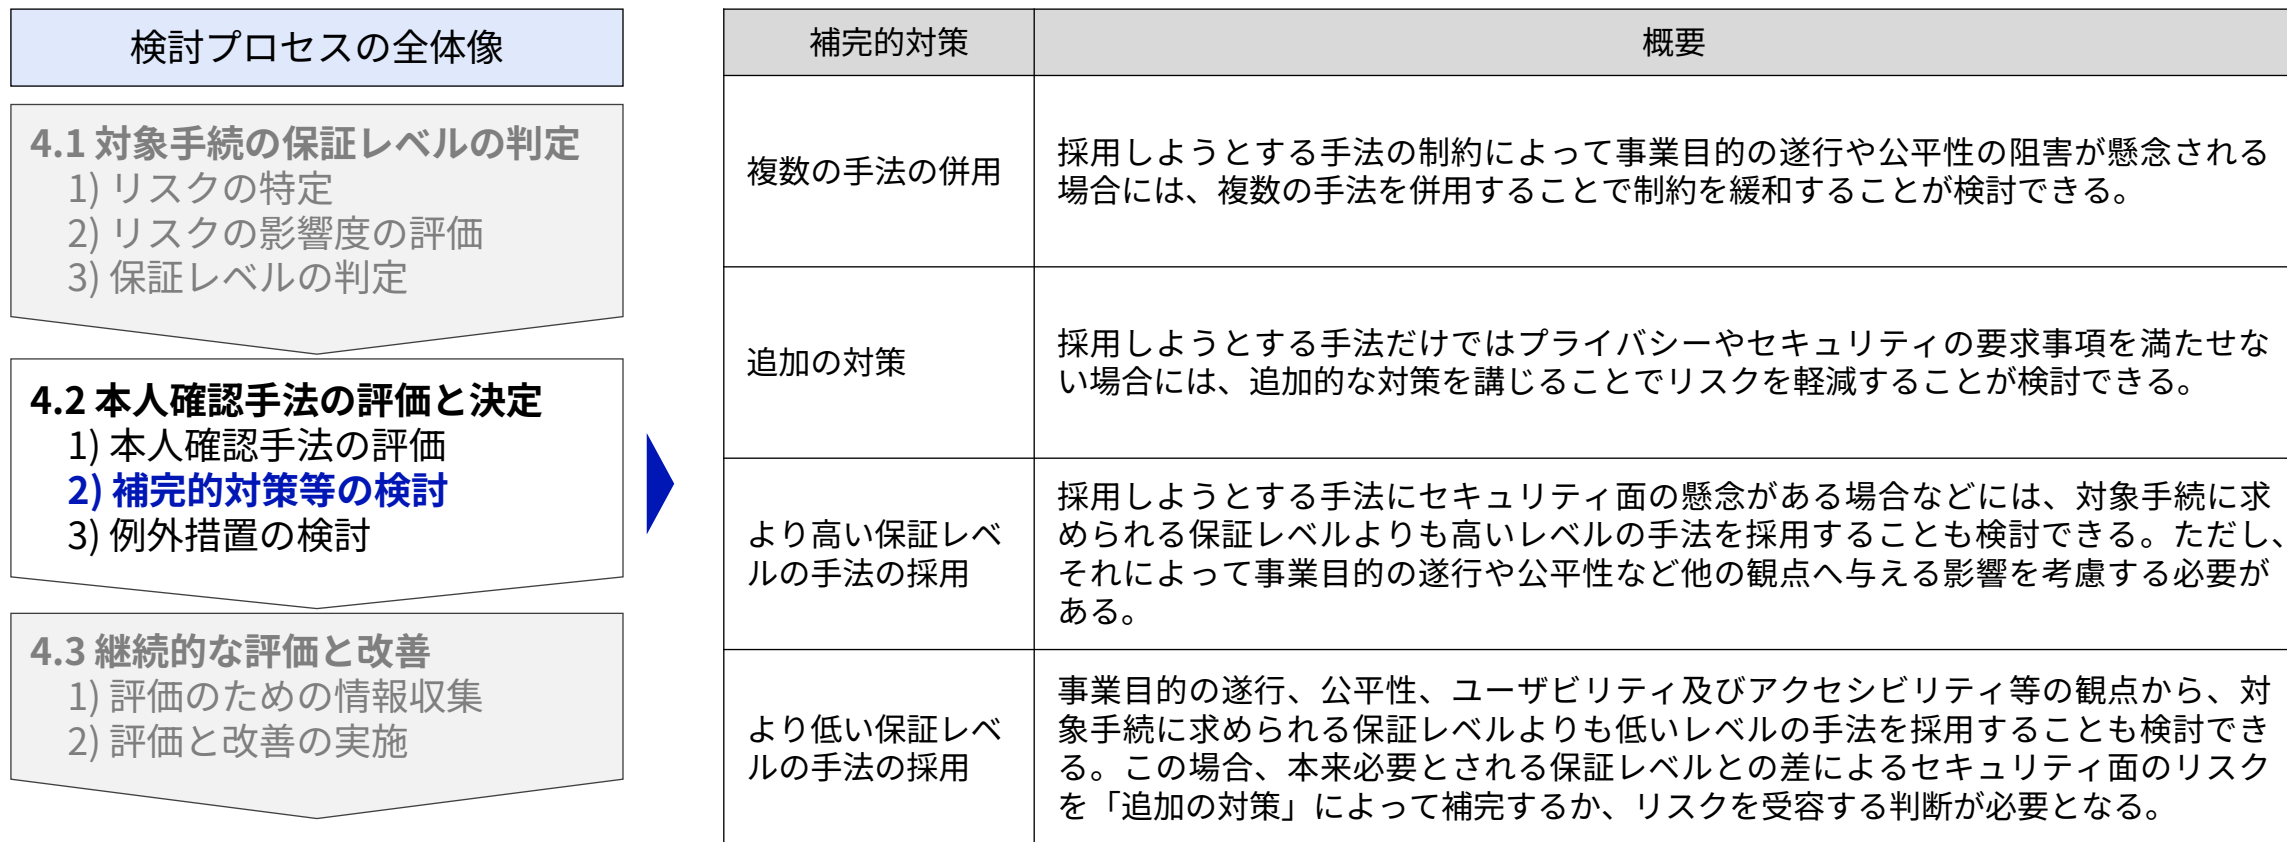 検討プロセスの全体像
4.1 対象手続の保証レベルの判定
1) リスクの特定
2) リスクの影響度の評価
3) 保証レベルの判定
4.2 本人確認手法の評価と決定
1) 本人確認手法の評価
2) 補完的対策等の検討
3) 例外措置の検討
4.3 継続的な評価と改善
1) 評価のための情報収集
2) 評価と改善の実施
補完的対策
概要
複数の手法の併用
採用しようとする手法の制約によって事業目的の遂行や公平性の阻害が懸念される
場合には、複数の手法を併用することで制約を緩和することが検討できる。
追加の対策
採用しようとする手法だけではプライバシーやセキュリティの要求事項を満たせな
い場合には、追加的な対策を講じることでリスクを軽減することが検討できる。
より高い保証レベ
ルの手法の採用
採用しようとする手法にセキュリティ面の懸念がある場合などには、対象手続に求
められる保証レベルよりも高いレベルの手法を採用することも検討できる。ただし、
それによって事業目的の遂行や公平性など他の観点へ与える影響を考慮する必要が
ある。
より低い保証レベ
ルの手法の採用
事業目的の遂行、公平性、ユーザビリティ及びアクセシビリティ等の観点から、対
象手続に求められる保証レベルよりも低いレベルの手法を採用することも検討でき
る。この場合、本来必要とされる保証レベルとの差によるセキュリティ面のリスク
を「追加の対策」によって補完するか、リスクを受容する判断が必要となる。